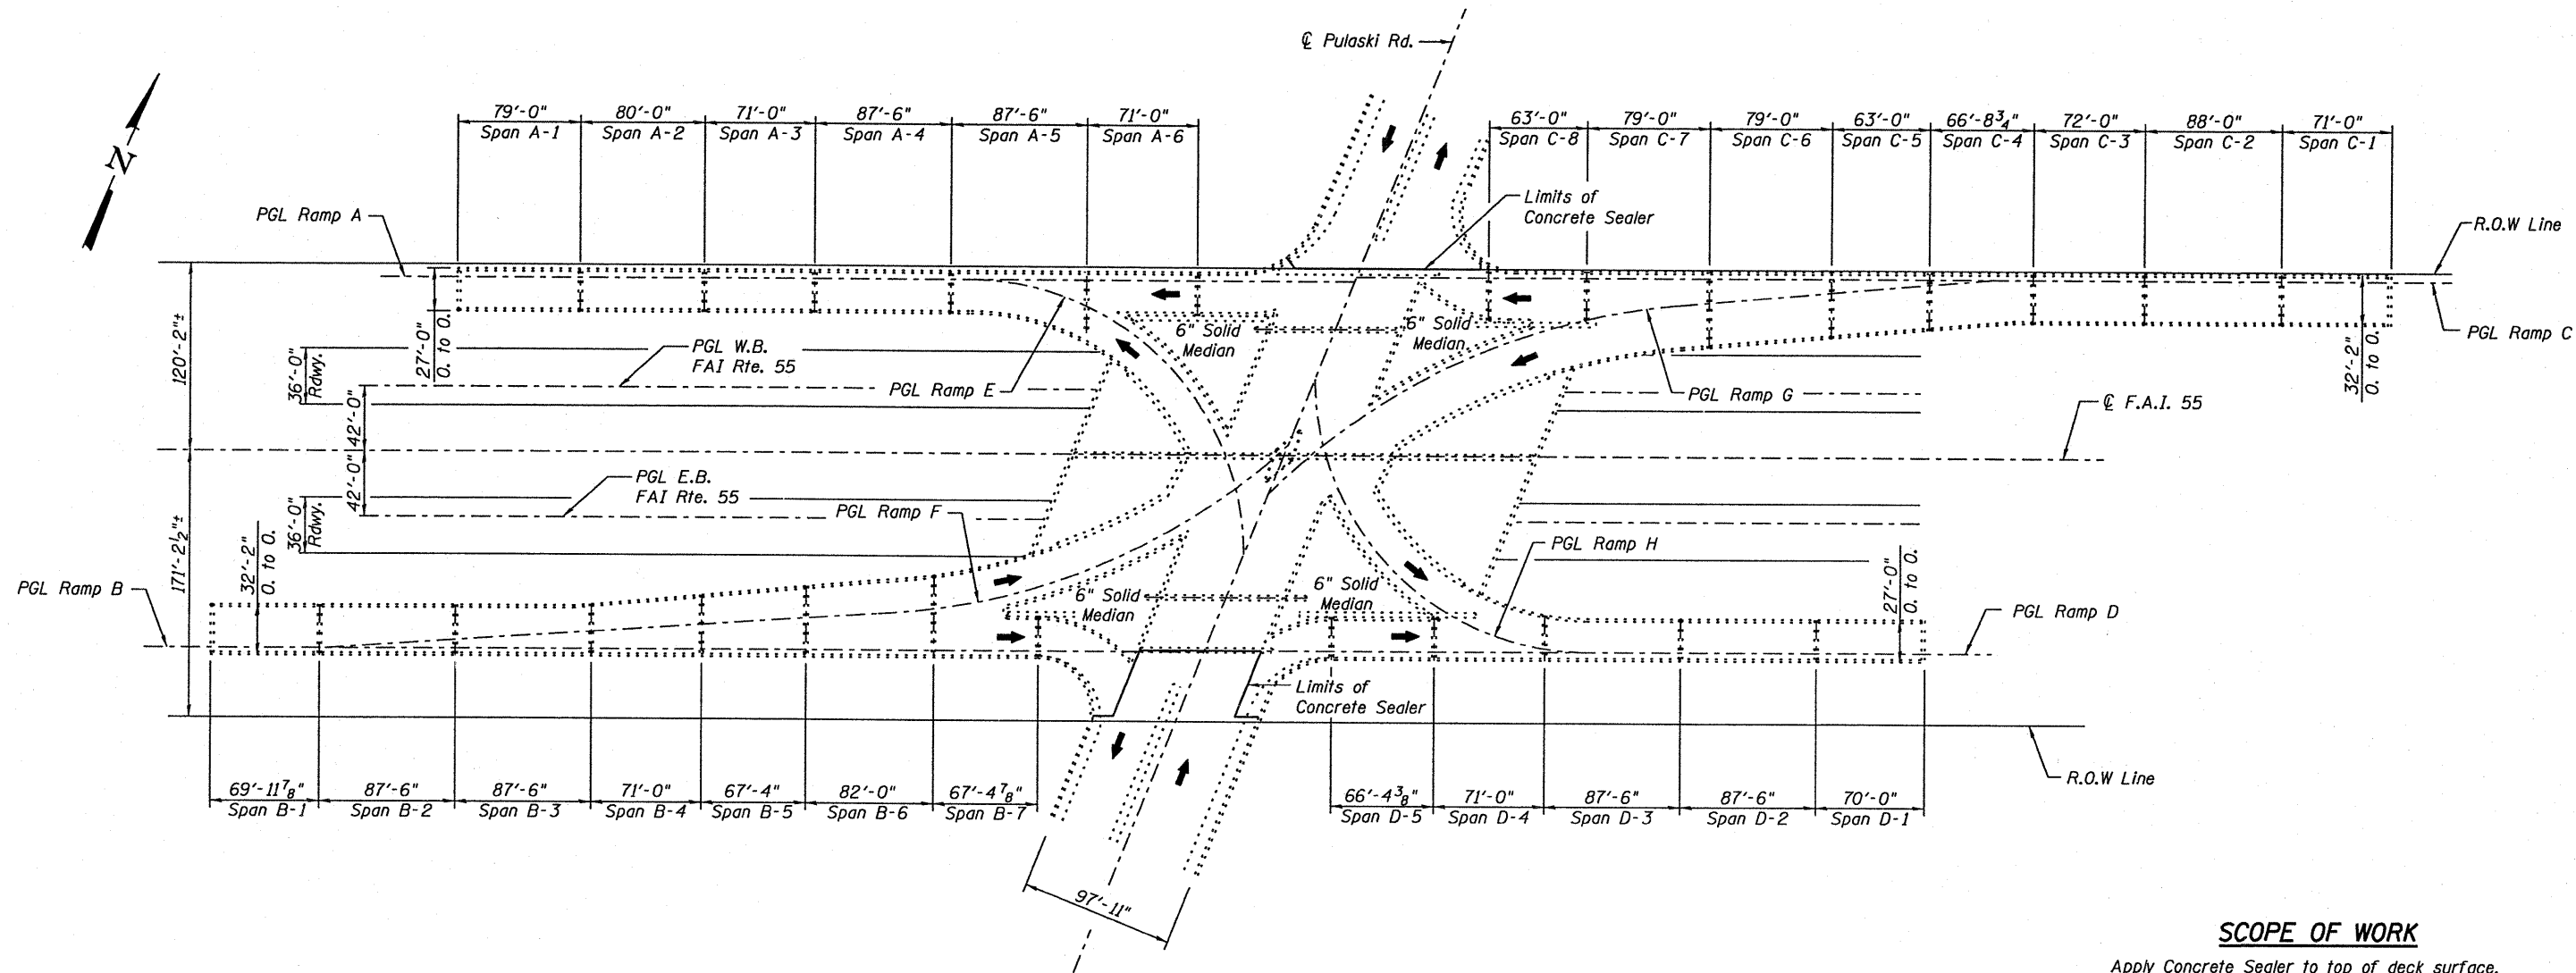 ℄ Pulaski Rd.
N
79'-0" 80'-0" 71'-0" 87'-6" 87'-6" 71'-0"
Span A-1 Span A-2 Span A-3 Span A-4 Span A-5 Span A-6
63'-0" 79'-0" 79'-0" 63'-0" 66'-8 3/4" 72'-0" 88'-0" 71'-0"
Span C-8 Span C-7 Span C-6 Span C-5 Span C-4 Span C-3 Span C-2 Span C-1
PGL Ramp A
Limits of
Concrete Sealer
R.O.W Line
PGL Ramp C
120'-2"±
27'-0"
O. to O.
36'-0"
Rdwy.
42'-0"
PGL W.B.
FAI Rte. 55
PGL Ramp E
6" Solid
Median
6" Solid
Median
PGL Ramp G
32'-2"
O. to O.
℄ F.A.I. 55
171'-2 1/2"±
42'-0"
36'-0"
Rdwy.
PGL E.B.
FAI Rte. 55
PGL Ramp F
32'-2"
O. to O.
PGL Ramp B
PGL Ramp H
6" Solid
Median
6" Solid
Median
27'-0"
O. to O.
PGL Ramp D
Limits of
Concrete Sealer
R.O.W Line
69'-11 7/8" 87'-6" 87'-6" 71'-0" 67'-4" 82'-0" 67'-4 7/8"
Span B-1 Span B-2 Span B-3 Span B-4 Span B-5 Span B-6 Span B-7
66'-4 3/8" 71'-0" 87'-6" 87'-6" 70'-0"
Span D-5 Span D-4 Span D-3 Span D-2 Span D-1
97'-11"
SCOPE OF WORK
Apply Concrete Sealer to top of deck surface.